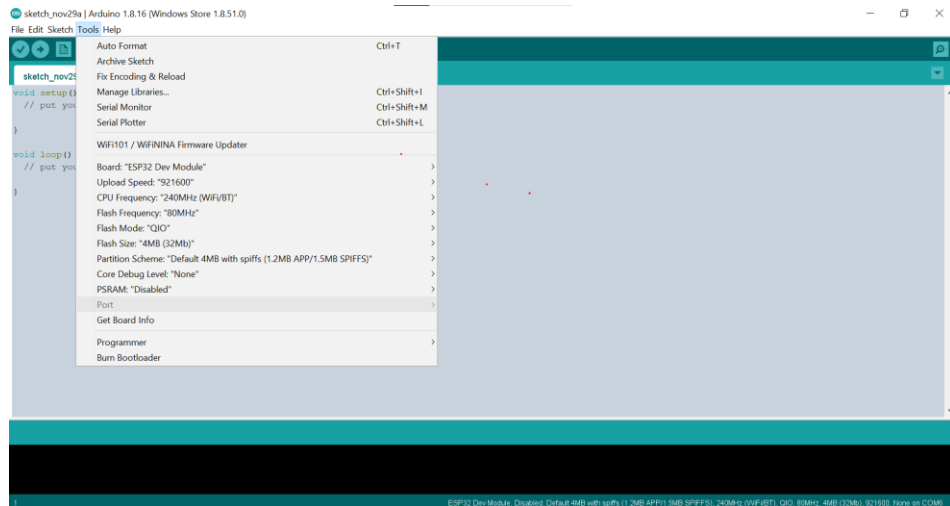 sketch_nov29a | Arduino 1.8.16 (Windows Store 1.8.51.0)
File Edit Sketch Tools Help
Auto Format Ctrl+T
Archive Sketch
sketch_nov29
Fix Encoding & Reload
void setup()
Manage Libraries... Ctrl+Shift+I
// put you
Serial Monitor Ctrl+Shift+M
Serial Plotter Ctrl+Shift+L
}
WiFi101 / WiFiNINA Firmware Updater
void loop()
// put you
Board: "ESP32 Dev Module"
Upload Speed: "921600"
}
CPU Frequency: "240MHz (WiFi/BT)"
Flash Frequency: "80MHz"
Flash Mode: "QIO"
Flash Size: "4MB (32Mb)"
Partition Scheme: "Default 4MB with spiffs (1.2MB APP/1.5MB SPIFFS)"
Core Debug Level: "None"
PSRAM: "Disabled"
Port
Get Board Info
Programmer
Burn Bootloader
1 ESP32 Dev Module, Disabled, Default 4MB with spiffs (1.2MB APP/1.5MB SPIFFS), 240MHz (WiFi/BT), QIO, 80MHz, 4MB (32Mb), 921600, None on COM6